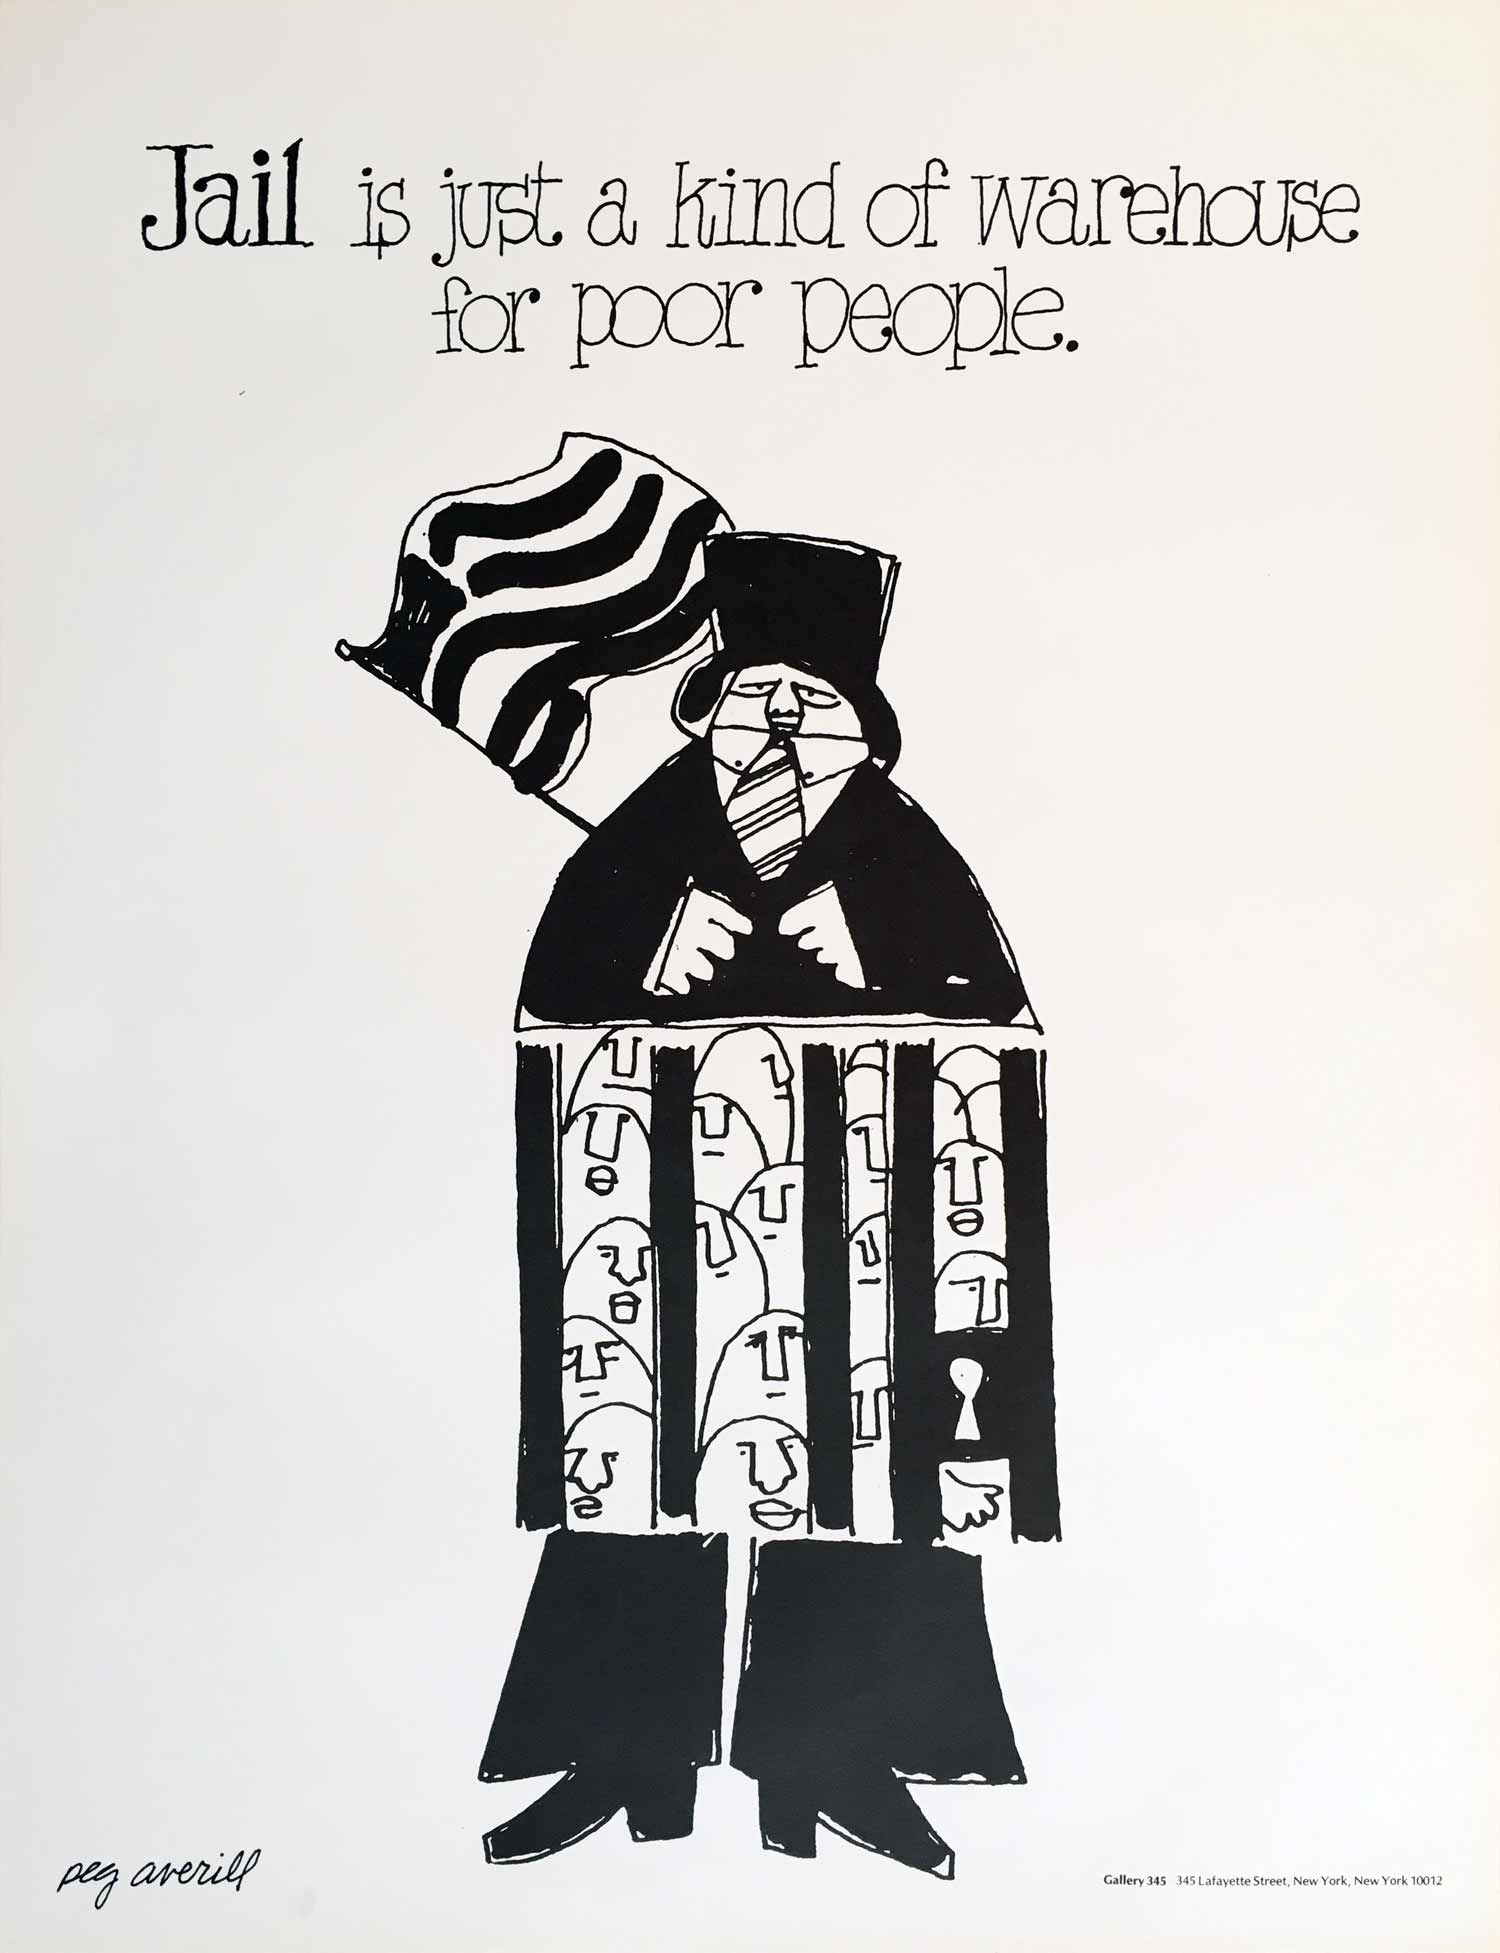 Jail is just a kind of warehouse
for poor people.
peg averill
Gallery 345 345 Lafayette Street, New York, New York 10012